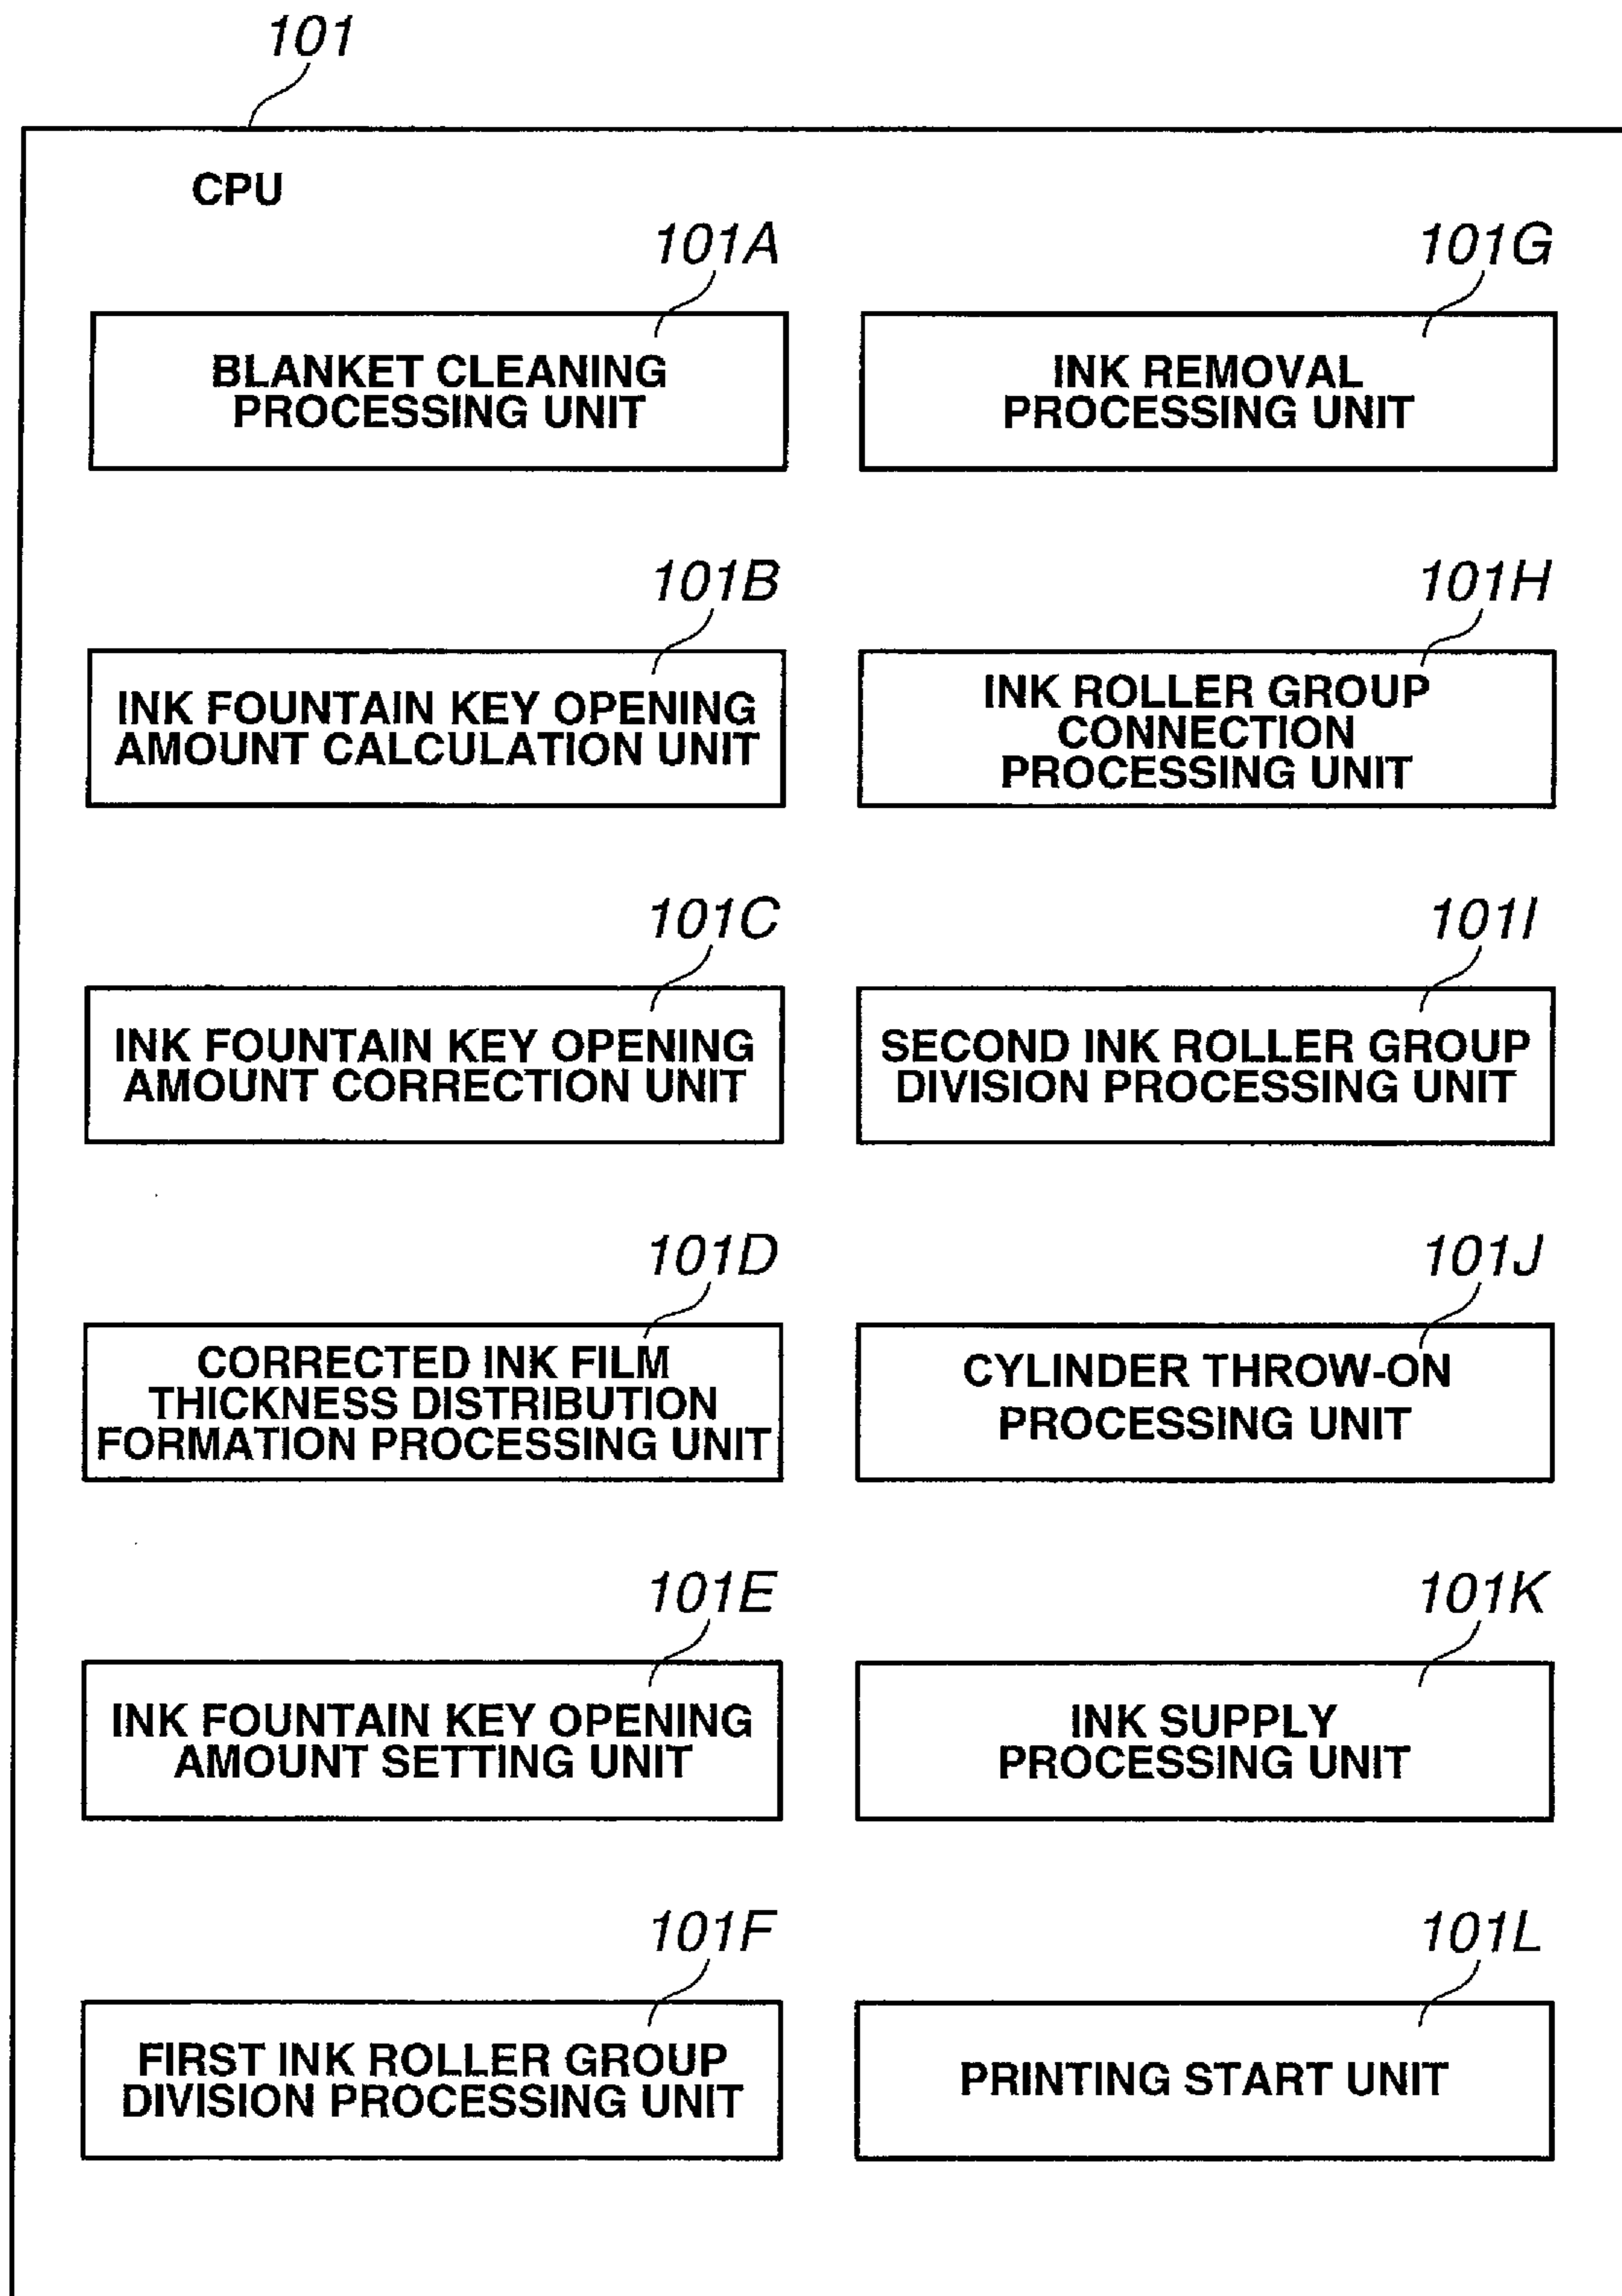 101
CPU
101A
BLANKET CLEANING
PROCESSING UNIT
101B
INK FOUNTAIN KEY OPENING
AMOUNT CALCULATION UNIT
101C
INK FOUNTAIN KEY OPENING
AMOUNT CORRECTION UNIT
101D
CORRECTED INK FILM
THICKNESS DISTRIBUTION
FORMATION PROCESSING UNIT
101E
INK FOUNTAIN KEY OPENING
AMOUNT SETTING UNIT
101F
FIRST INK ROLLER GROUP
DIVISION PROCESSING UNIT
101G
INK REMOVAL
PROCESSING UNIT
101H
INK ROLLER GROUP
CONNECTION
PROCESSING UNIT
101I
SECOND INK ROLLER GROUP
DIVISION PROCESSING UNIT
101J
CYLINDER THROW-ON
PROCESSING UNIT
101K
INK SUPPLY
PROCESSING UNIT
101L
PRINTING START UNIT